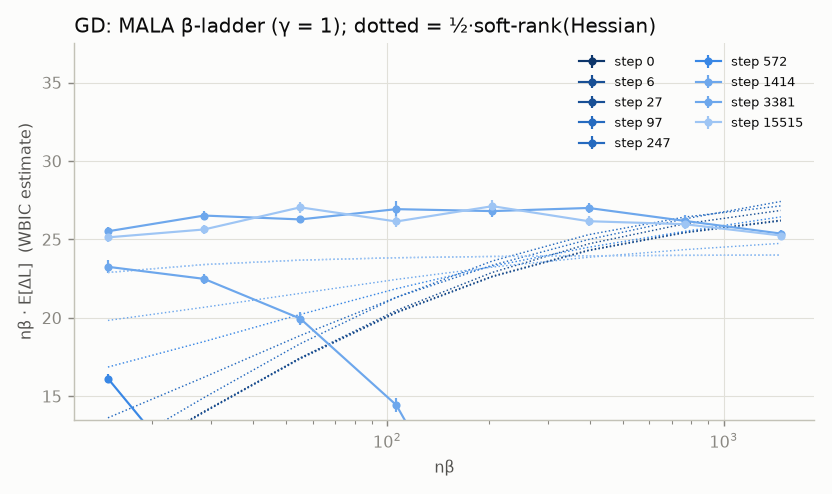 GD: MALA β-ladder (γ = 1); dotted = ½·soft-rank(Hessian)
step 0
step 6
step 27
step 97
step 247
step 572
step 1414
step 3381
step 15515
nβ · E[ΔL]  (WBIC estimate)
35
30
25
20
15
10²
10³
nβ